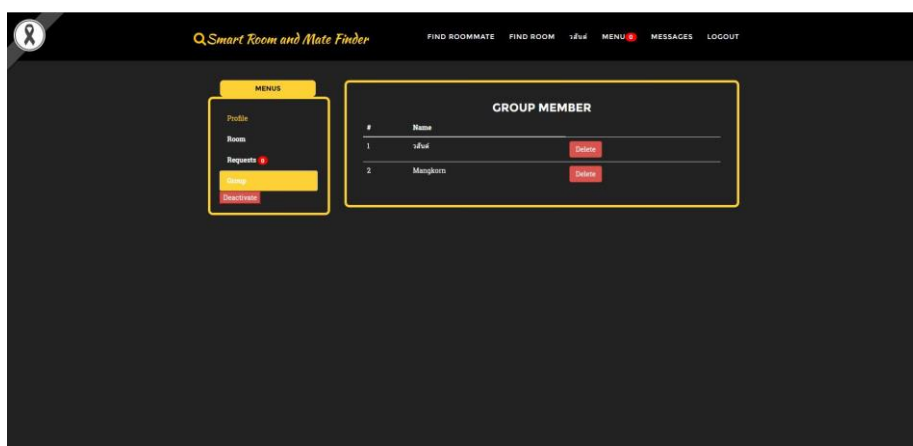 Smart Room and Mate Finder
FIND ROOMMATE FIND ROOM วสันต์ MENU 0 MESSAGES LOGOUT
MENUS
Profile
Room
Requests 0
Group
Deactivate
GROUP MEMBER
# Name
1 วสันต์ Delete
2 Mangkorn Delete